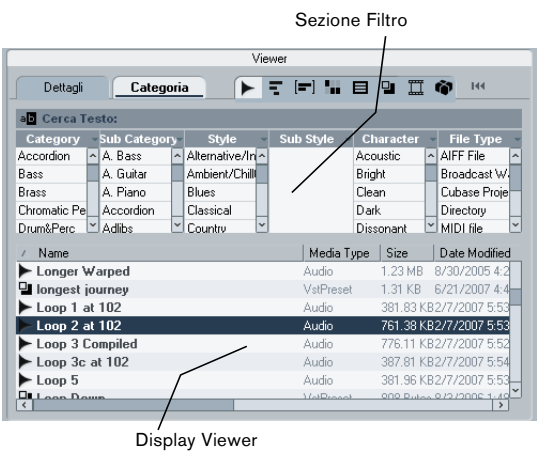 Sezione Filtro
Viewer
Dettagli Categoria
ab Cerca Testo:
Category Sub Category Style Sub Style Character File Type
Accordion A. Bass Alternative/In Acoustic AIFF File
Bass A. Guitar Ambient/Chill Bright Broadcast W
Brass A. Piano Blues Clean Cubase Proje
Chromatic Pe Accordion Classical Dark Directory
Drum&Perc Adlibs Country Dissonant MIDI file
Name Media Type Size Date Modified
Longer Warped Audio 1.23 MB 8/30/2005 4:2
longest journey VstPreset 1.31 KB 6/21/2007 4:4
Loop 1 at 102 Audio 381.83 KB 2/7/2007 5:53
Loop 2 at 102 Audio 761.38 KB 2/7/2007 5:53
Loop 3 Compiled Audio 776.11 KB 2/7/2007 5:52
Loop 3c at 102 Audio 387.81 KB 2/7/2007 5:54
Loop 5 Audio 381.96 KB 2/7/2007 5:53
Loop Down VstPreset 808 Bytes
Display Viewer